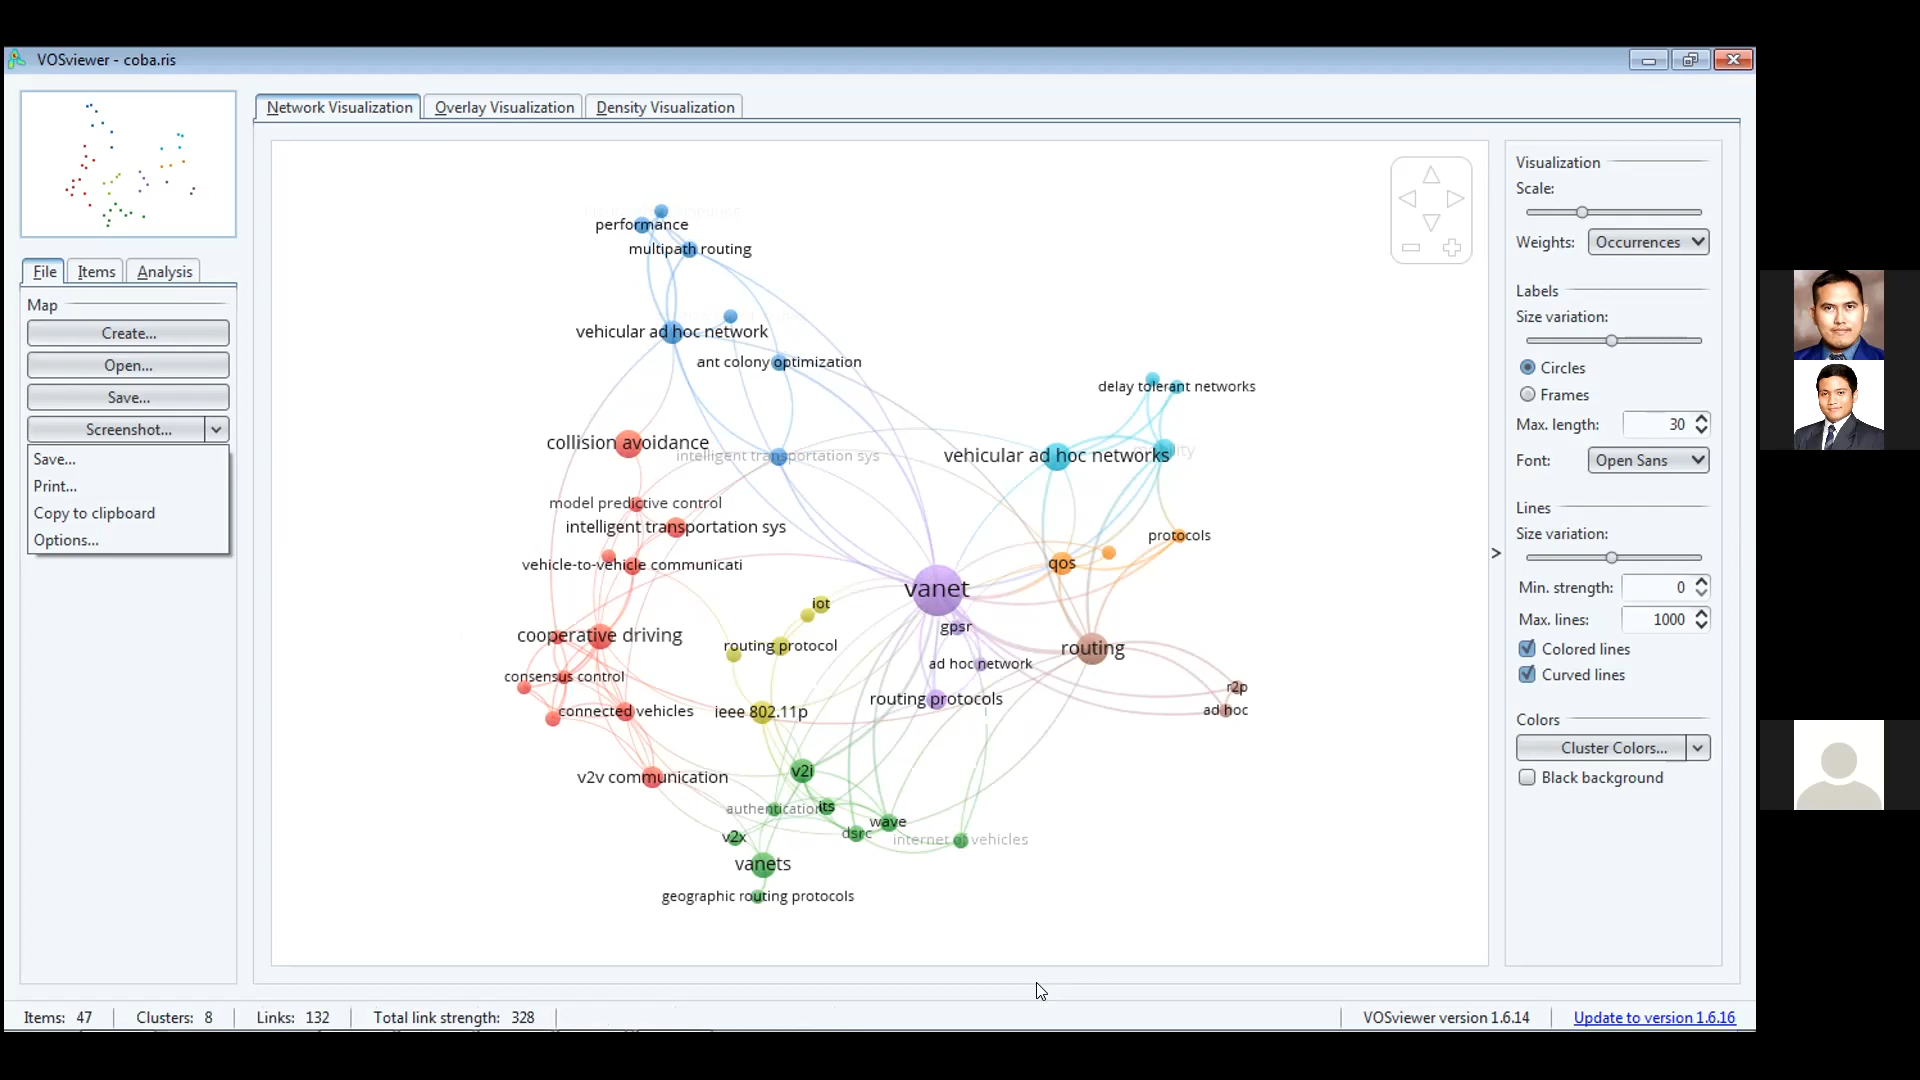 VOSviewer - coba.ris
Network Visualization
Overlay Visualization
Density Visualization
File
Items
Analysis
Map
Create...
Open...
Save...
Screenshot...
Save...
Print...
Copy to clipboard
Options...
performance
multipath routing
vehicular ad hoc network
ant colony optimization
delay tolerant networks
collision avoidance
intelligent transportation sys
vehicular ad hoc networks
model predictive control
intelligent transportation sys
protocols
vehicle-to-vehicle communicati
qos
vanet
iot
gpsr
cooperative driving
routing protocol
routing
ad hoc network
consensus control
r2p
routing protocols
connected vehicles
ieee 802.11p
ad hoc
v2i
v2v communication
authentication
its
wave
v2x
dsrc
internet of vehicles
vanets
geographic routing protocols
>
Visualization
Scale:
Weights: Occurrences
Labels
Size variation:
Circles
Frames
Max. length: 30
Font: Open Sans
Lines
Size variation:
Min. strength: 0
Max. lines: 1000
Colored lines
Curved lines
Colors
Cluster Colors...
Black background
Items: 47
Clusters: 8
Links: 132
Total link strength: 328
VOSviewer version 1.6.14
Update to version 1.6.16